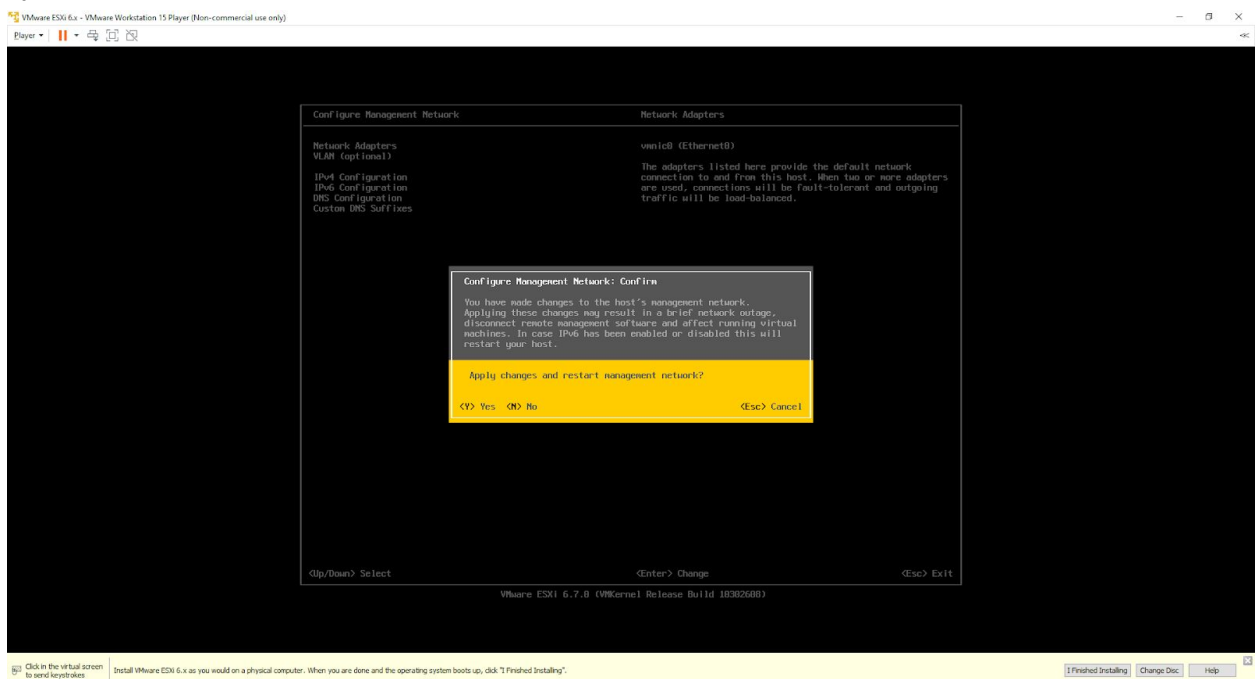 VMware ESXi 6.x - VMware Workstation 15 Player (Non-commercial use only)
Player
Configure Management Network
Network Adapters
Network Adapters
VLAN (optional)
IPv4 Configuration
IPv6 Configuration
DNS Configuration
Custom DNS Suffixes
vmnic0 (Ethernet0)
The adapters listed here provide the default network
connection to and from this host. When two or more adapters
are used, connections will be fault-tolerant and outgoing
traffic will be load-balanced.
Configure Management Network: Confirm
You have made changes to the host's management network.
Applying these changes may result in a brief network outage,
disconnect remote management software and affect running virtual
machines. In case IPv6 has been enabled or disabled this will
restart your host.
Apply changes and restart management network?
<Y> Yes <N> No <Esc> Cancel
<Up/Down> Select <Enter> Change <Esc> Exit
VMware ESXi 6.7.0 (VMKernel Release Build 10302608)
Click in the virtual screen
to send keystrokes
Install VMware ESXi 6.x as you would on a physical computer. When you are done and the operating system boots up, click "I Finished Installing".
I Finished Installing Change Disc Help